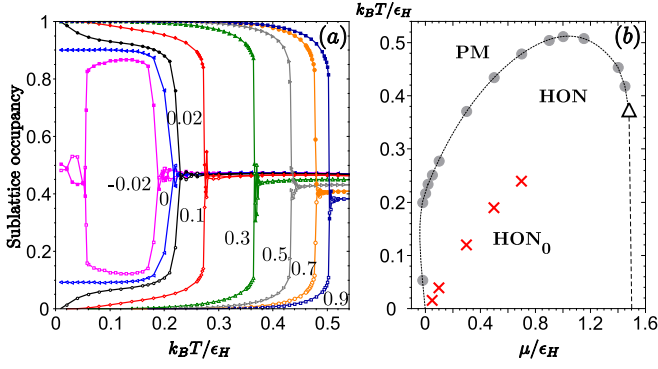 k_BT/ϵ_H
(a)
(b)
Sublattice occupancy
1
0.8
0.6
0.4
0.2
0
0.02
-0.02
0
0.1
0.3
0.5
0.7
0.9
0 0.1 0.2 0.3 0.4 0.5
k_BT/ϵ_H
0.5
0.4
0.3
0.2
0.1
0
PM
HON
HON_0
0 0.4 0.8 1.2 1.6
μ/ϵ_H